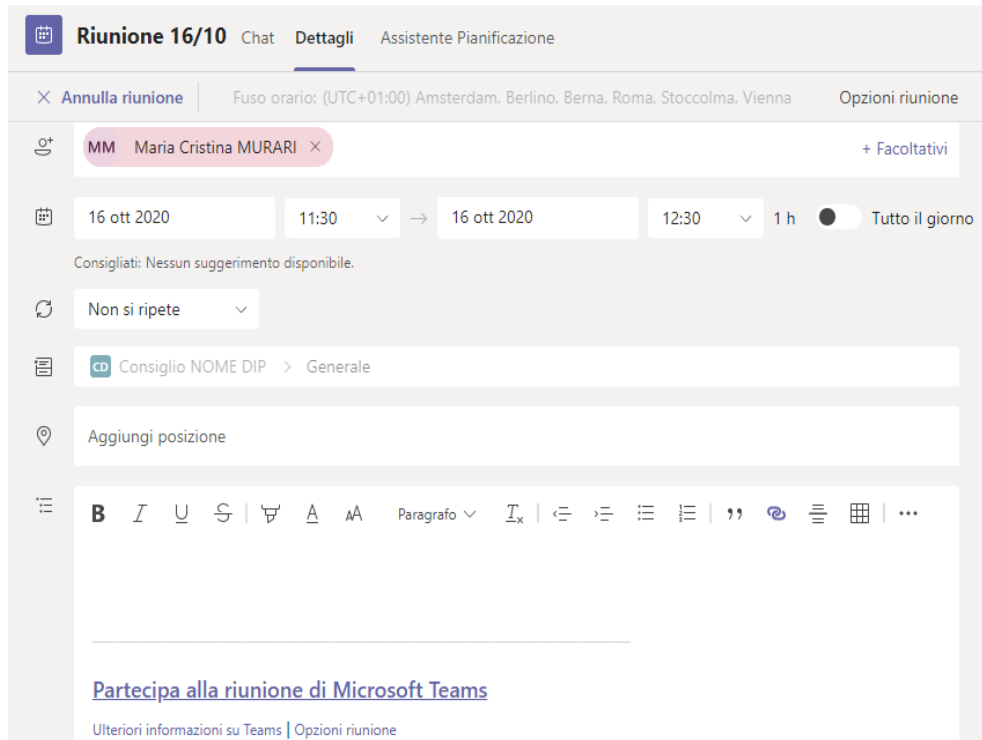 Riunione 16/10 Chat Dettagli Assistente Pianificazione
Annulla riunione Fuso orario: (UTC+01:00) Amsterdam, Berlino, Berna, Roma, Stoccolma, Vienna Opzioni riunione
MM Maria Cristina MURARI × + Facoltativi
16 ott 2020 11:30 → 16 ott 2020 12:30 1 h Tutto il giorno
Consigliati: Nessun suggerimento disponibile.
Non si ripete
CD Consiglio NOME DIP > Generale
Aggiungi posizione
B I U S A AA Paragrafo Ix
Partecipa alla riunione di Microsoft Teams
Ulteriori informazioni su Teams | Opzioni riunione